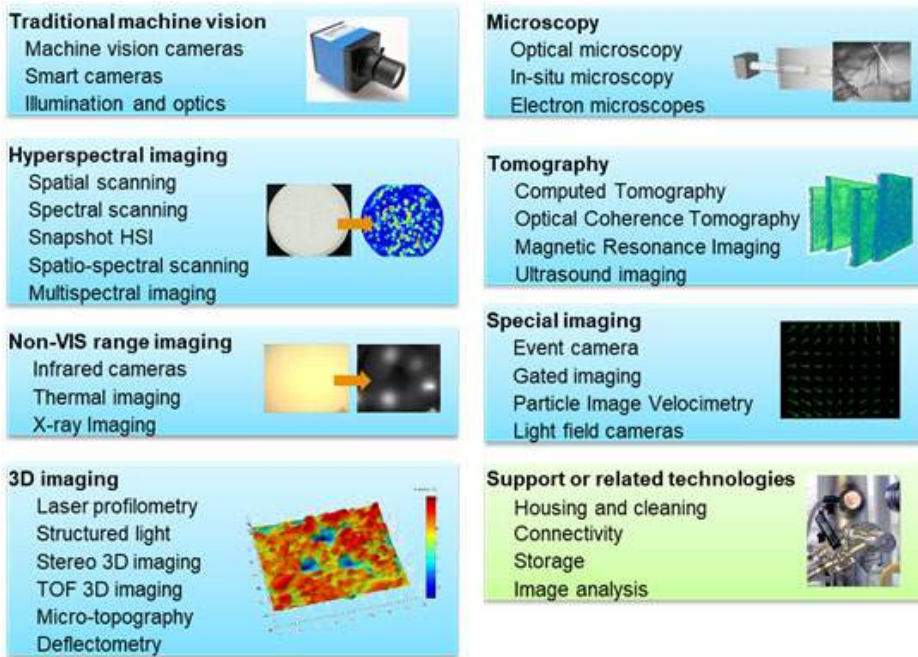 Traditional machine vision
Machine vision cameras
Smart cameras
Illumination and optics
Hyperspectral imaging
Spatial scanning
Spectral scanning
Snapshot HSI
Spatio-spectral scanning
Multispectral imaging
Non-VIS range imaging
Infrared cameras
Thermal imaging
X-ray Imaging
3D imaging
Laser profilometry
Structured light
Stereo 3D imaging
TOF 3D imaging
Micro-topography
Deflectometry
Microscopy
Optical microscopy
In-situ microscopy
Electron microscopes
Tomography
Computed Tomography
Optical Coherence Tomography
Magnetic Resonance Imaging
Ultrasound imaging
Special imaging
Event camera
Gated imaging
Particle Image Velocimetry
Light field cameras
Support or related technologies
Housing and cleaning
Connectivity
Storage
Image analysis